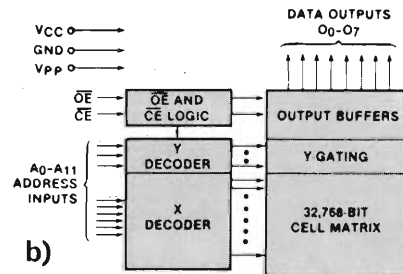 DATA OUTPUTS
O0-O7
VCC
GND
VPP
OE
CE
OE AND
CE LOGIC
OUTPUT BUFFERS
Y
DECODER
Y GATING
A0-A11
ADDRESS
INPUTS
X
DECODER
32,768-BIT
CELL MATRIX
b)